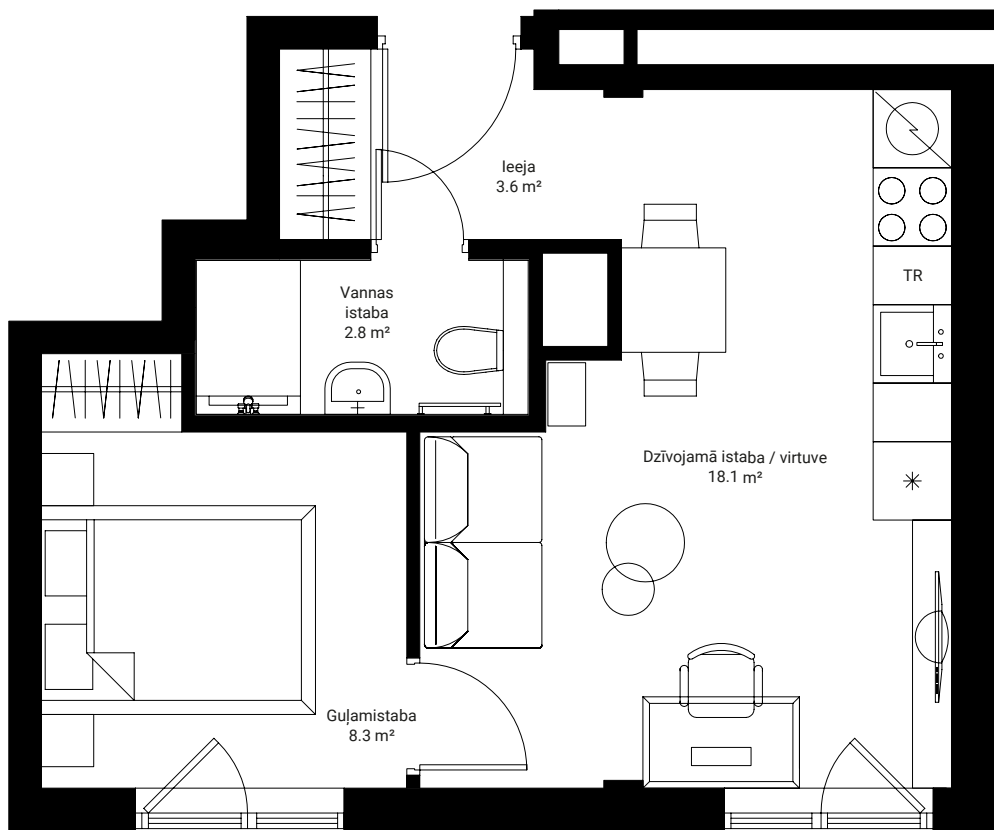 Ieeja
3.6 m²
TR
Vannas
istaba
2.8 m²
Dzīvojamā istaba / virtuve
18.1 m²
Guļamistaba
8.3 m²